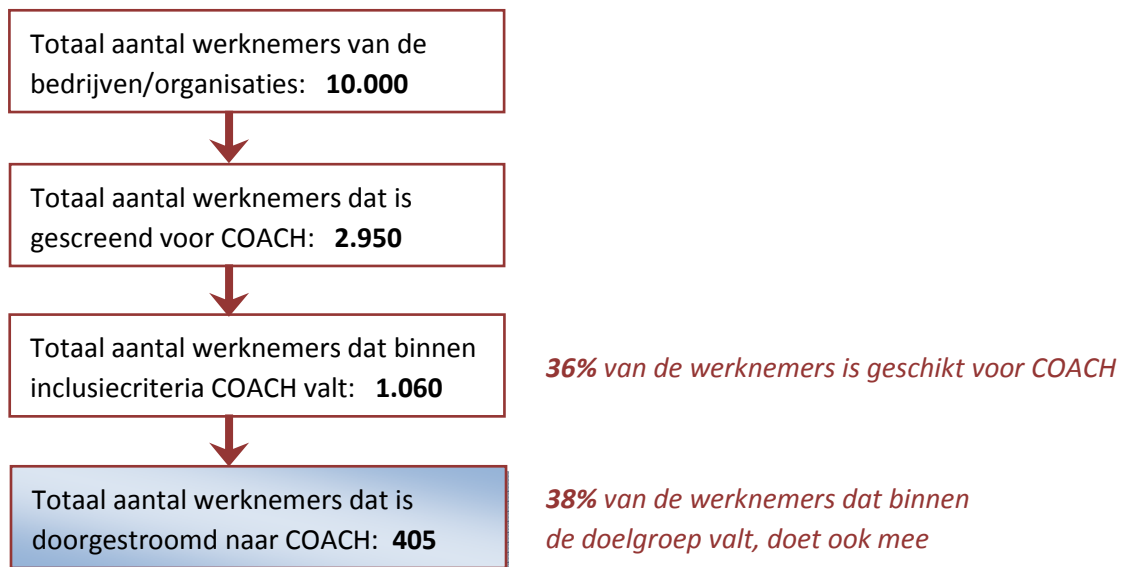 Totaal aantal werknemers van de
bedrijven/organisaties: 10.000
Totaal aantal werknemers dat is
gescreend voor COACH: 2.950
Totaal aantal werknemers dat binnen
inclusiecriteria COACH valt: 1.060
36% van de werknemers is geschikt voor COACH
Totaal aantal werknemers dat is
doorgestroomd naar COACH: 405
38% van de werknemers dat binnen
de doelgroep valt, doet ook mee